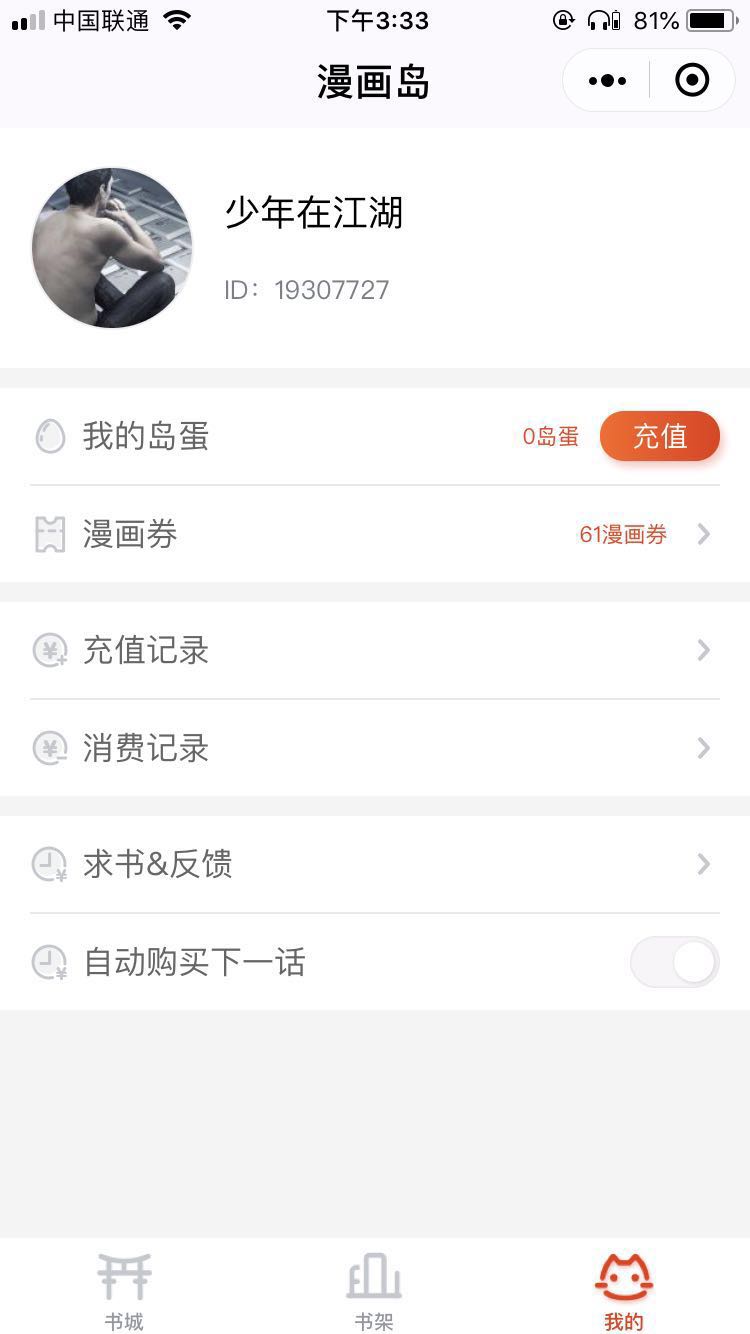 中国联通 下午3:33 81%
漫画岛
少年在江湖
ID：19307727
我的岛蛋 0岛蛋 充值
漫画券 61漫画券
充值记录
消费记录
求书&反馈
自动购买下一话
书城 书架 我的